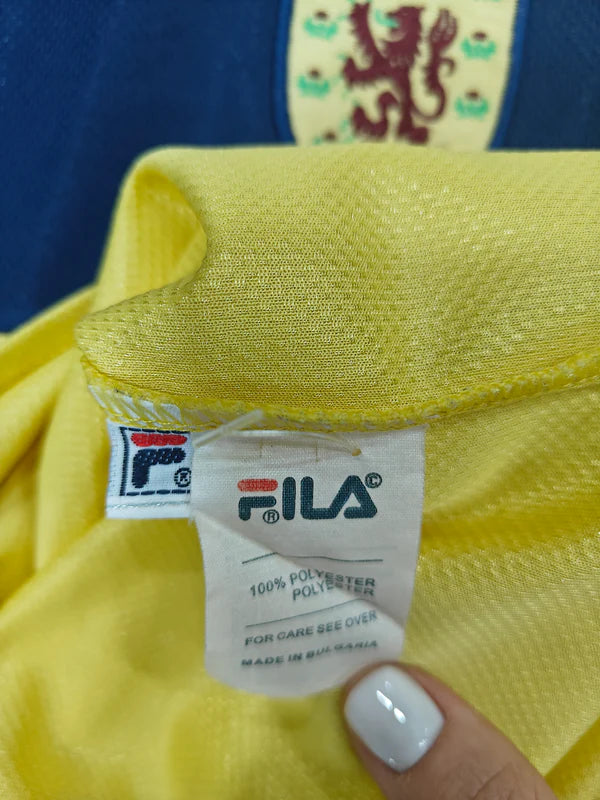 F®
FILA©
®
100% POLYESTER
POLYESTER
FOR CARE SEE OVER
MADE IN BULGARIA